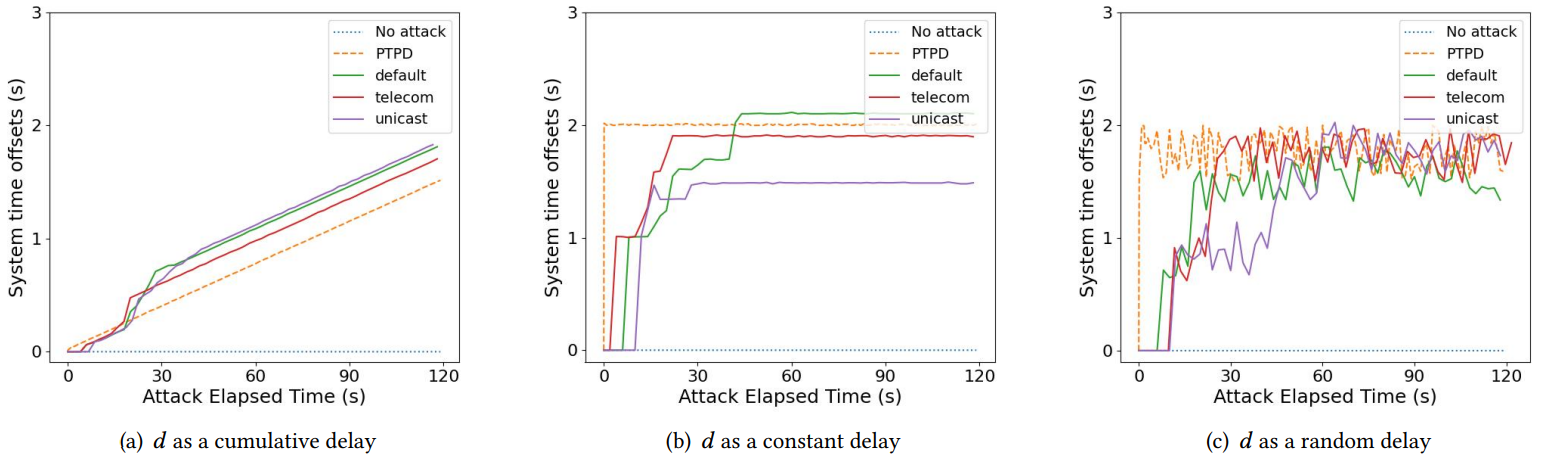 System time offsets (s)
3
2
1
0
No attack
PTPD
default
telecom
unicast
0 30 60 90 120
Attack Elapsed Time (s)
(a) d as a cumulative delay
System time offsets (s)
3
2
1
0
No attack
PTPD
default
telecom
unicast
0 30 60 90 120
Attack Elapsed Time (s)
(b) d as a constant delay
System time offsets (s)
3
2
1
0
No attack
PTPD
default
telecom
unicast
0 30 60 90 120
Attack Elapsed Time (s)
(c) d as a random delay